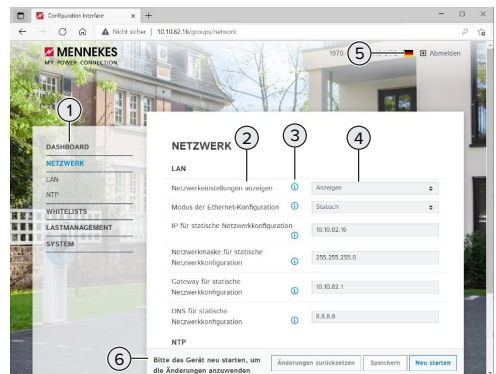 Configuration Interface
Nicht sicher | 10.10.82.16/groups/network
MENNEKES
MY POWER CONNECTION
1970-
5
Abmelden
1
2
3
4
DASHBOARD
NETZWERK
LAN
NTP
WHITELISTS
LASTMANAGEMENT
SYSTEM
NETZWERK
LAN
Netzwerkeinstellungen anzeigen
Anzeigen
Modus der Ethernet-Konfiguration
Statisch
IP für statische Netzwerkkonfiguration
10.10.82.16
Netzwerkmaske für statische
Netzwerkkonfiguration
255.255.255.0
Gateway für statische
Netzwerkkonfiguration
10.10.82.1
DNS für statische
Netzwerkkonfiguration
8.8.8.8
NTP
6
Bitte das Gerät neu starten, um
die Änderungen anzuwenden
Änderungen zurücksetzen
Speichern
Neu starten